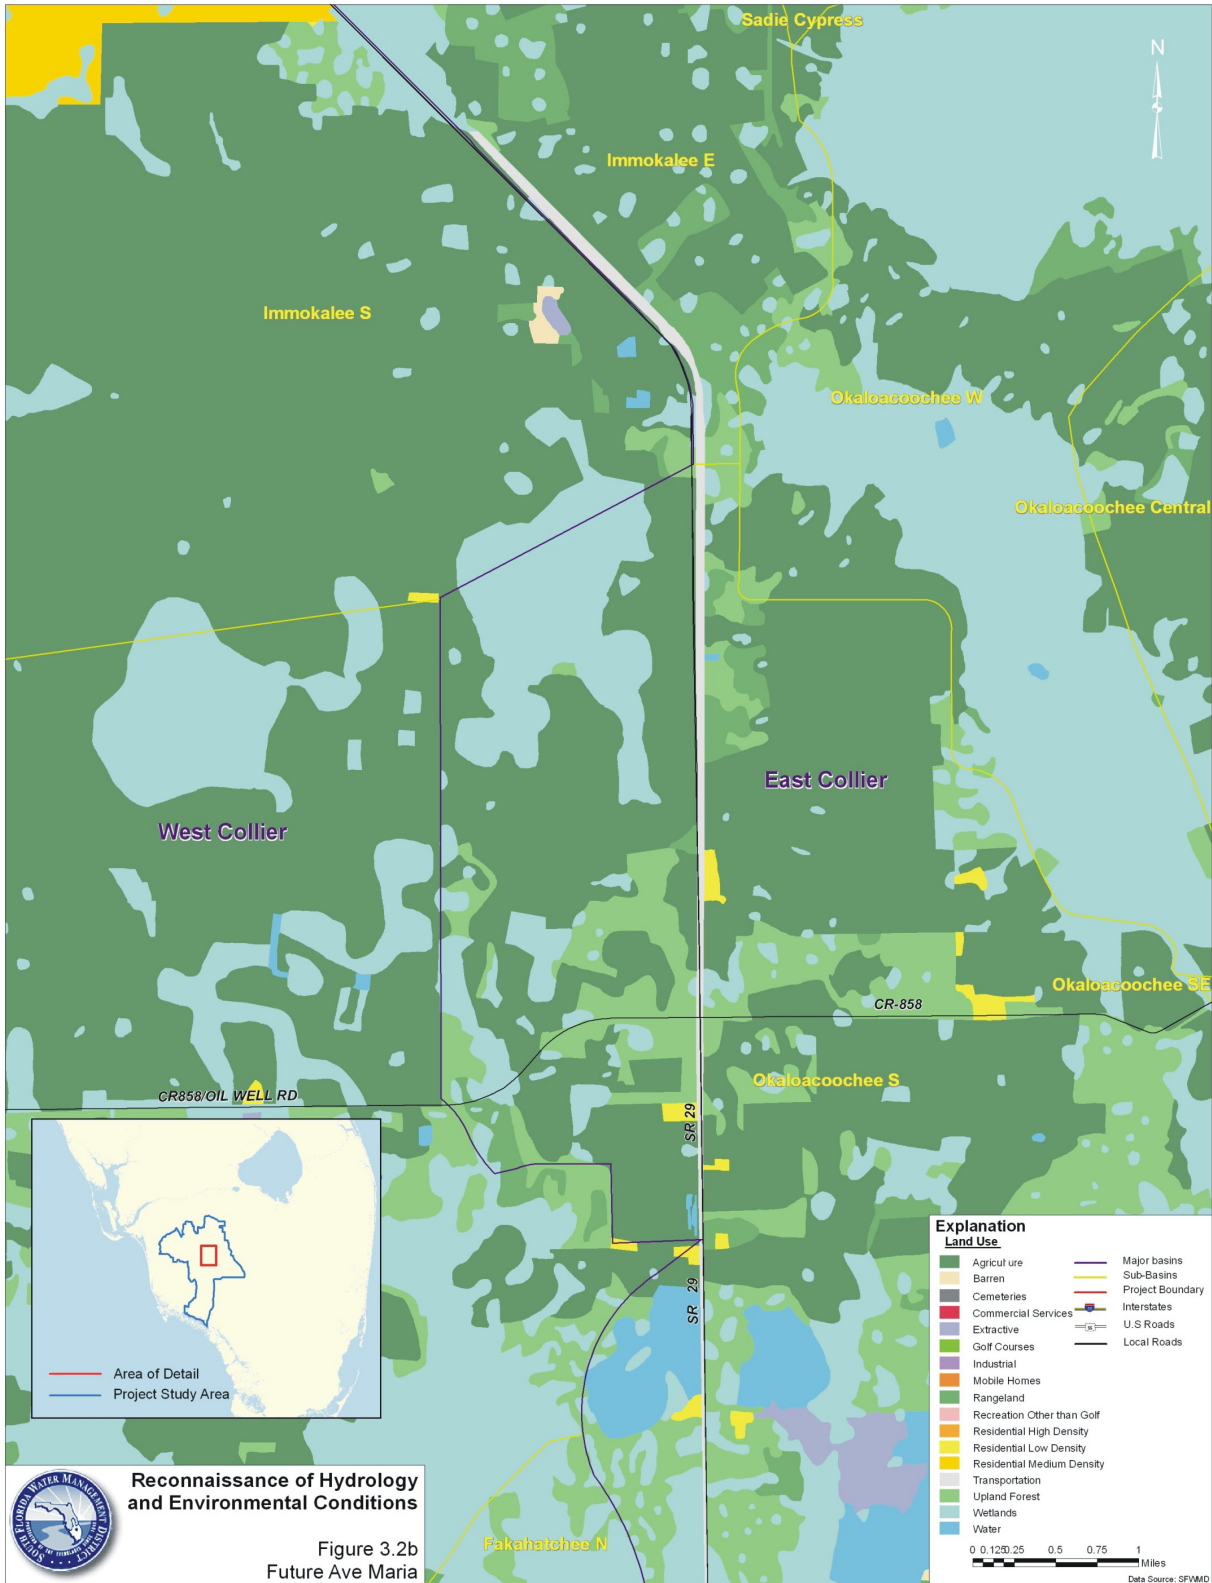 Sadie Cypress
N
Immokalee E
Immokalee S
Okaloacoochee W
Okaloacoochee Central
East Collier
West Collier
Okaloacoochee SE
CR-858
Okaloacoochee S
CR858/OIL WELL RD
SR 29
SR 29
Fakahatchee N
Area of Detail
Project Study Area
SOUTH FLORIDA WATER MANAGEMENT DISTRICT
Reconnaissance of Hydrology
and Environmental Conditions
Figure 3.2b
Future Ave Maria
Explanation
Land Use
Agriculture
Barren
Cemeteries
Commercial Services
Extractive
Golf Courses
Industrial
Mobile Homes
Rangeland
Recreation Other than Golf
Residential High Density
Residential Low Density
Residential Medium Density
Transportation
Upland Forest
Wetlands
Water
Major basins
Sub-Basins
Project Boundary
Interstates
U.S Roads
Local Roads
0 0.125 0.25 0.5 0.75 1
Miles
Data Source: SFWMD